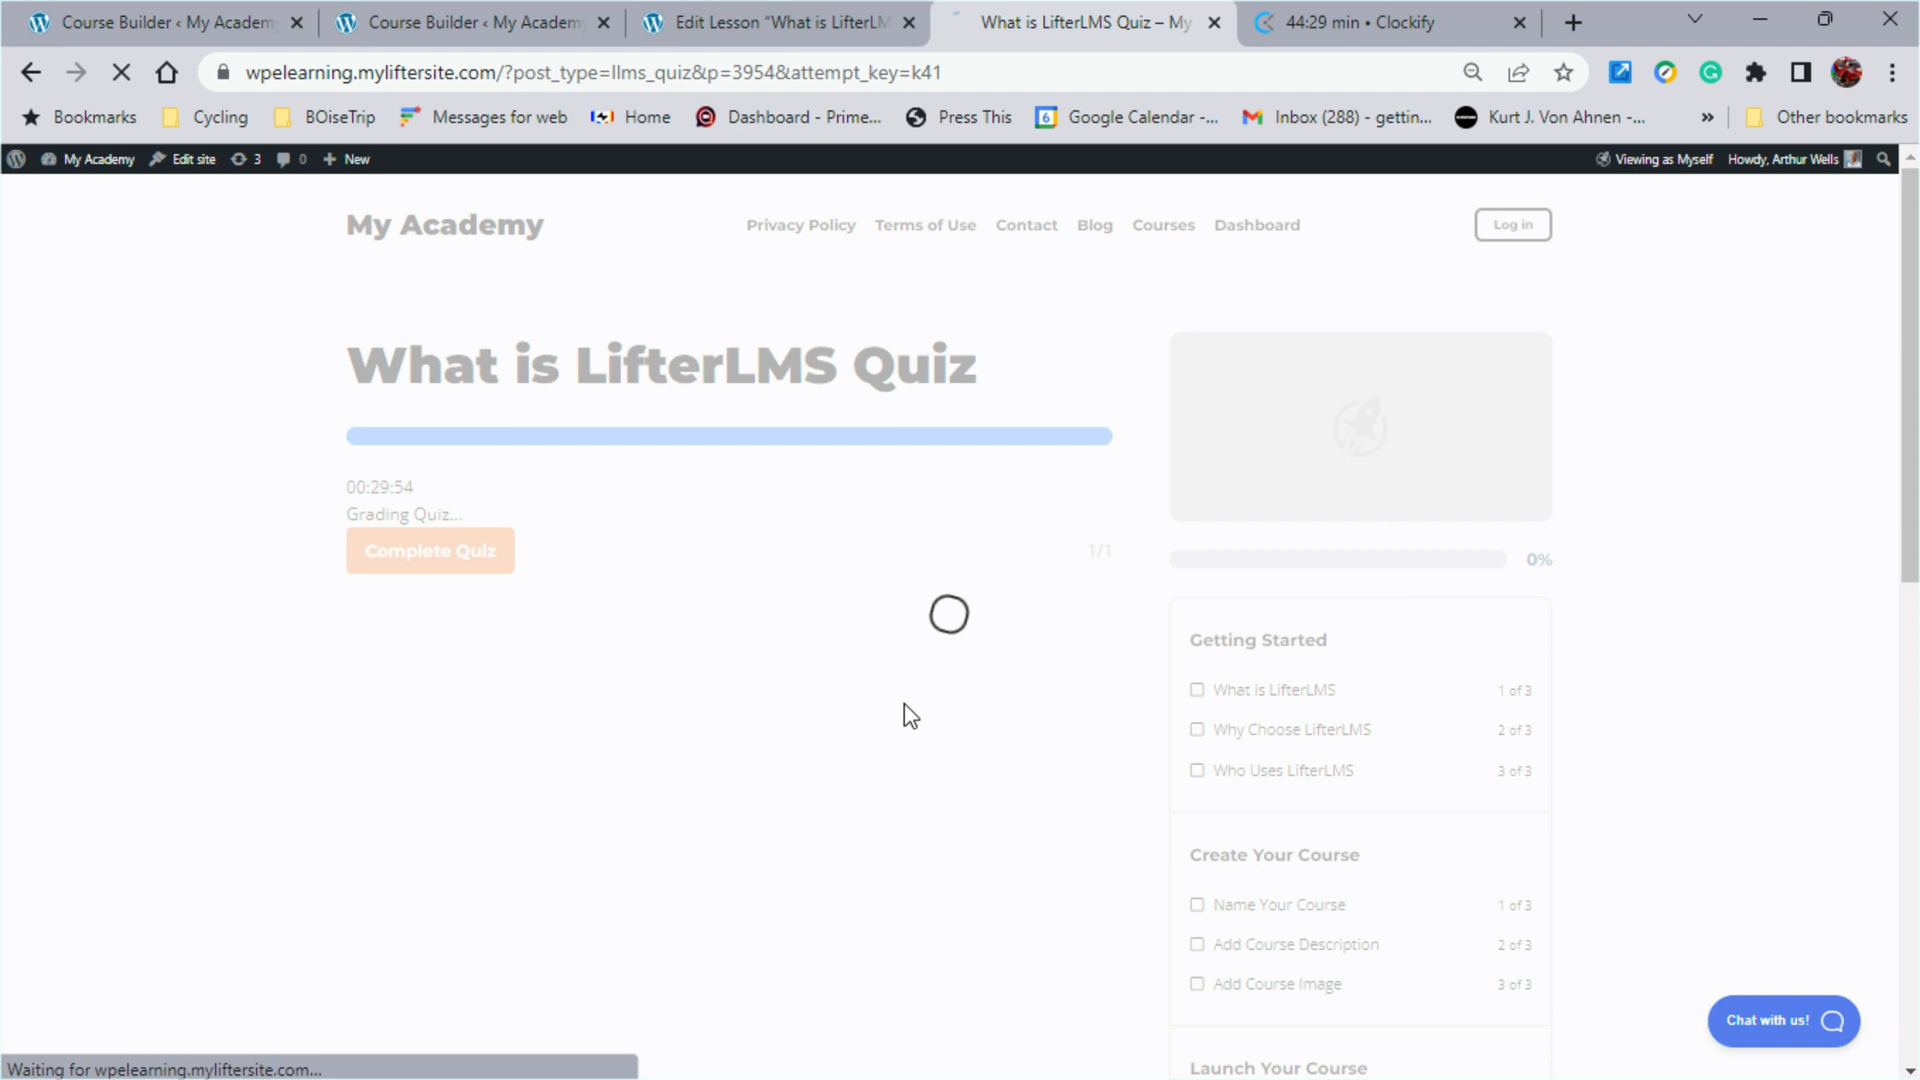 Course Builder ‹ My Academy
Course Builder ‹ My Academy
Edit Lesson “What is LifterLM
What is LifterLMS Quiz – My
44:29 min • Clockify
wpelearning.myliftersite.com/?post_type=llms_quiz&p=3954&attempt_key=k41
Bookmarks
Cycling
BOiseTrip
Messages for web
Home
Dashboard - Prime...
Press This
6
Google Calendar -...
Inbox (288) - gettin...
Kurt J. Von Ahnen -...
»
Other bookmarks
My Academy
Edit site
3
0
New
Viewing as Myself
Howdy, Arthur Wells
My Academy
Privacy Policy
Terms of Use
Contact
Blog
Courses
Dashboard
Log in
What is LifterLMS Quiz
00:29:54
Grading Quiz...
Complete Quiz
1/1
0%
Getting Started
What is LifterLMS
1 of 3
Why Choose LifterLMS
2 of 3
Who Uses LifterLMS
3 of 3
Create Your Course
Name Your Course
1 of 3
Add Course Description
2 of 3
Add Course Image
3 of 3
Launch Your Course
Chat with us!
Waiting for wpelearning.myliftersite.com...